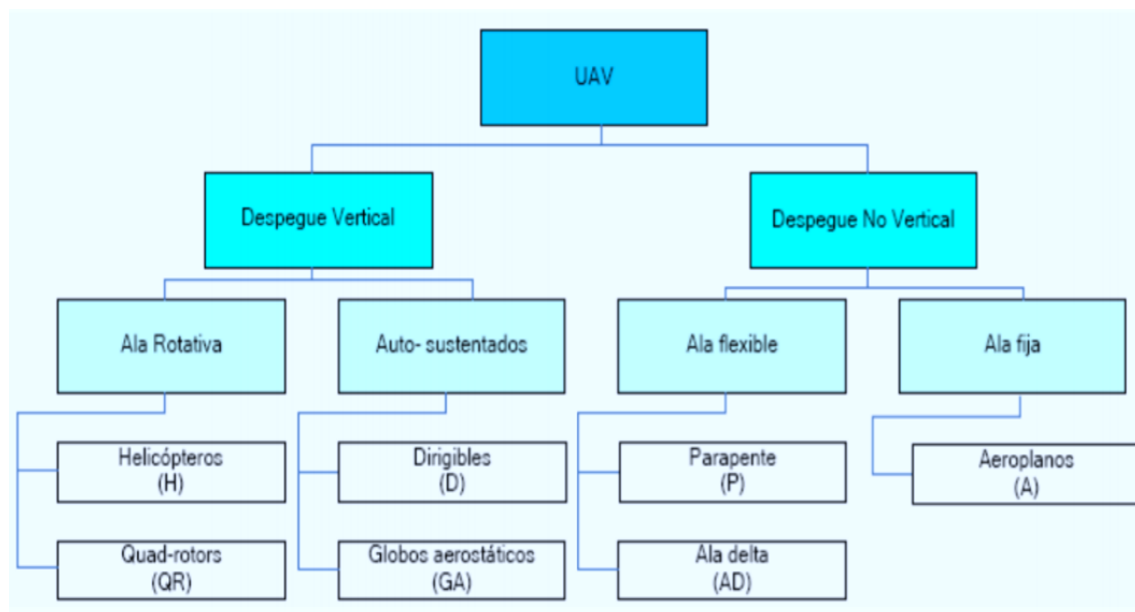 UAV
Despegue Vertical
Despegue No Vertical
Ala Rotativa
Auto- sustentados
Ala flexible
Ala fija
Helicópteros
(H)
Dirigibles
(D)
Parapente
(P)
Aeroplanos
(A)
Quad-rotors
(QR)
Globos aerostáticos
(GA)
Ala delta
(AD)